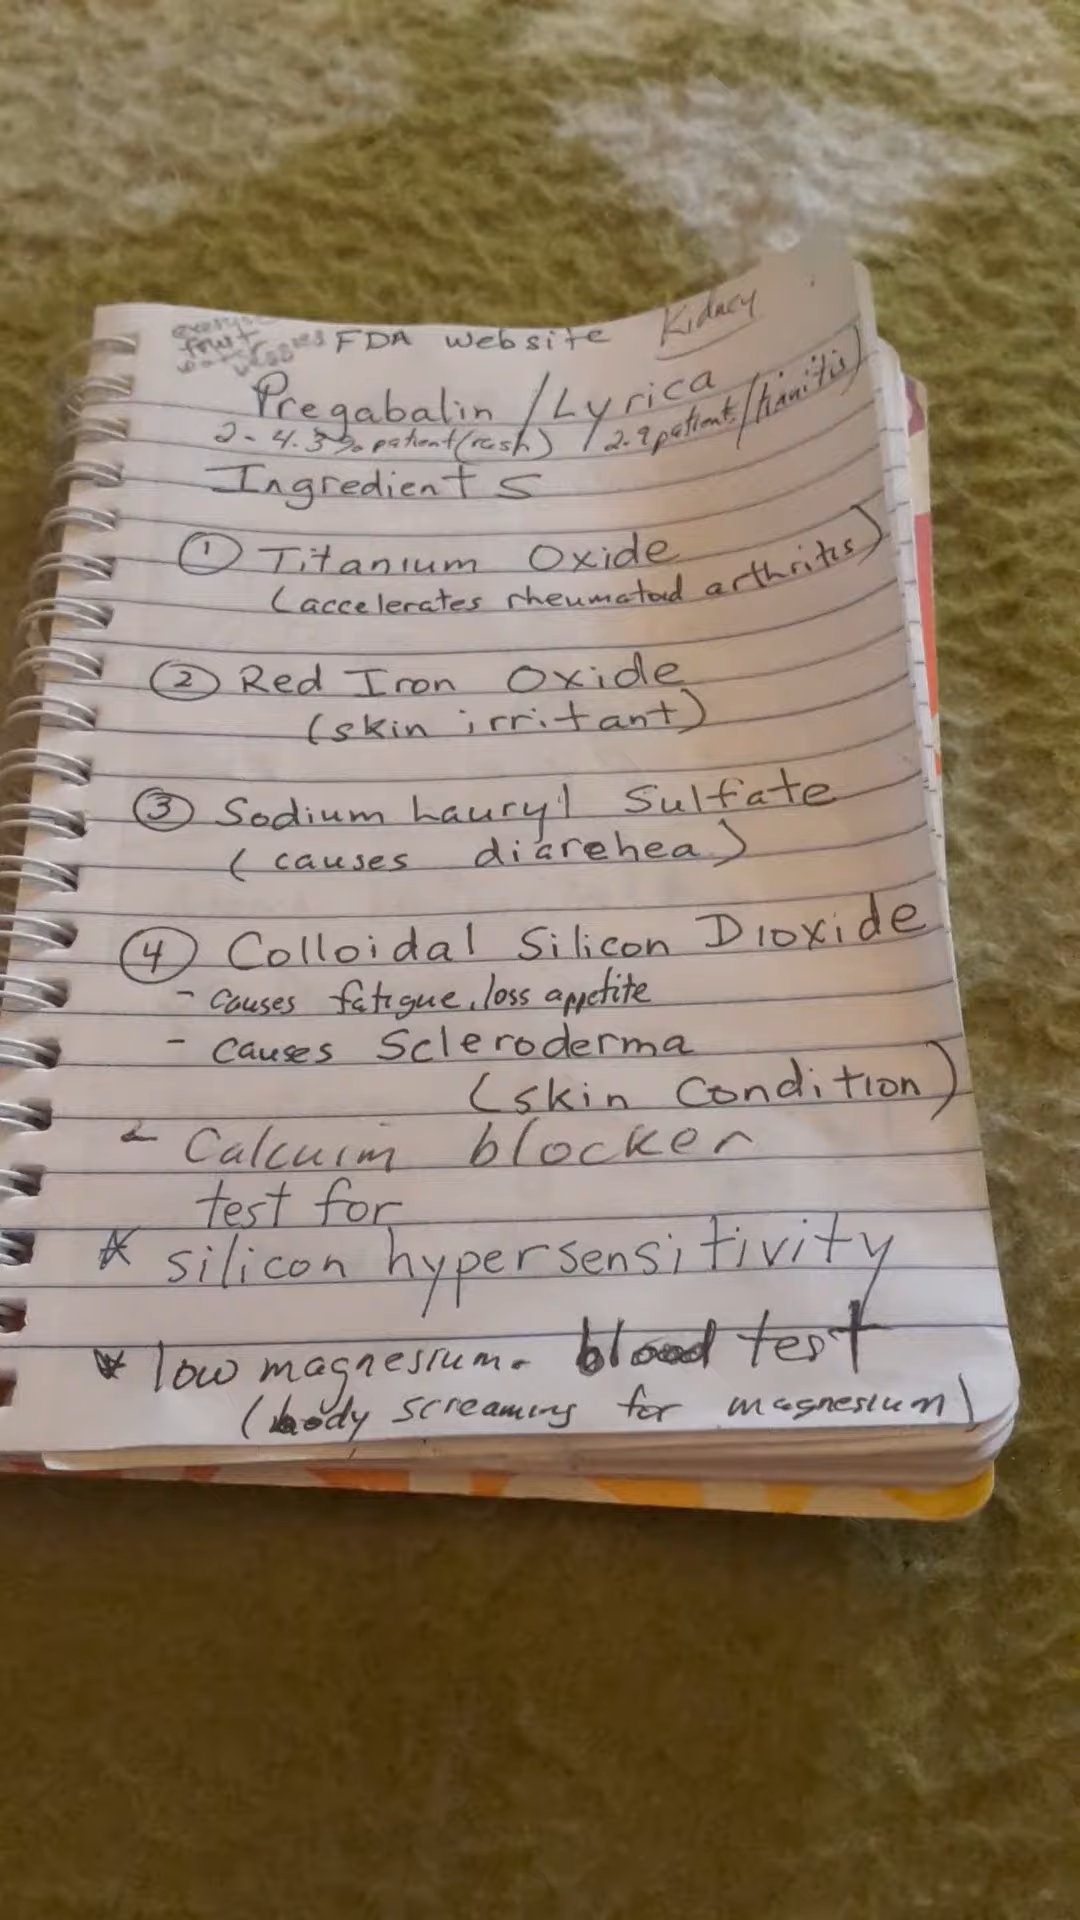 FDA website Kidney
Pregabalin / Lyrica
2-4.3% patient (rash) / 2.9 patient / tinnitis)
Ingredients
① Titanium Oxide
(accelerates rheumatoid arthritis)
② Red Iron Oxide
(skin irritant)
③ Sodium Lauryl Sulfate
(causes diarehea)
④ Colloidal Silicon Dioxide
- causes fatigue, loss appetite
- causes Scleroderma
(skin condition)
- Calcuim blocker
test for
* silicon hypersensitivity
* low magnesium - blood test
(body screaming for magnesium)